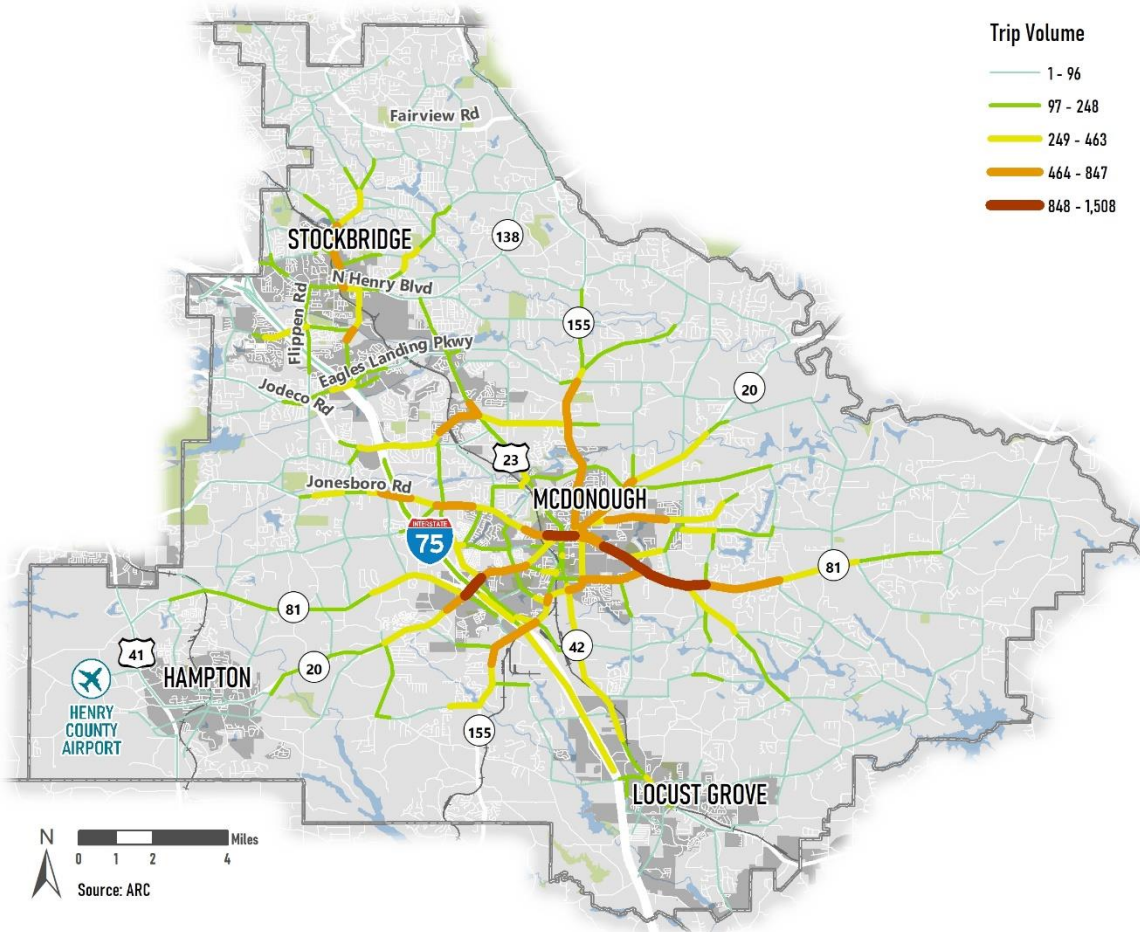 Trip Volume
1 - 96
97 - 248
249 - 463
464 - 847
848 - 1,508
Fairview Rd
STOCKBRIDGE
138
N Henry Blvd
Flippen Rd
155
Eagles Landing Pkwy
Jodeco Rd
20
23
Jonesboro Rd
MCDONOUGH
INTERSTATE
75
81
81
42
41
HAMPTON
20
HENRY
COUNTY
AIRPORT
155
LOCUST GROVE
N
Miles
0 1 2 4
Source: ARC